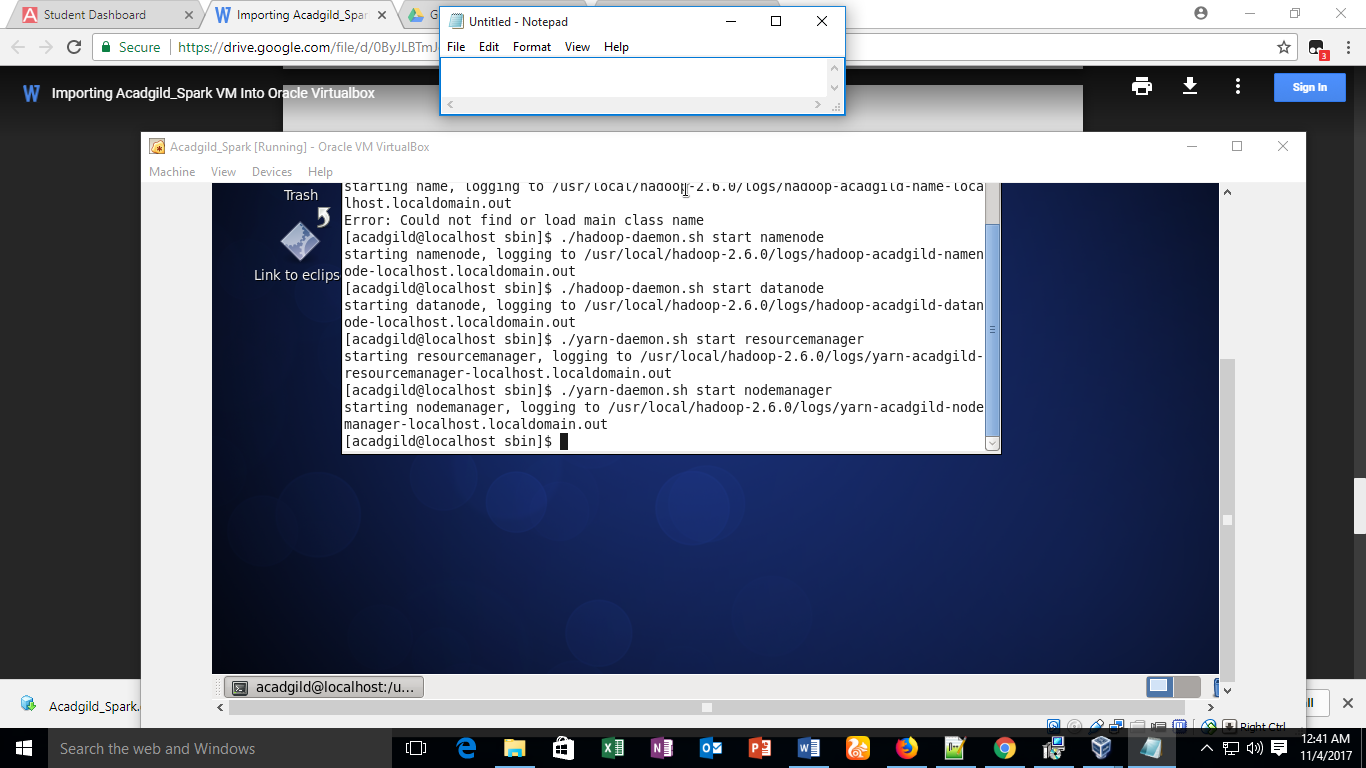 Student Dashboard
Importing Acadgild_Spa
G
Untitled - Notepad
File Edit Format View Help
Secure https://drive.google.com/file/d/0ByJLBTmJ
3
Importing Acadgild_Spark VM Into Oracle Virtualbox
Sign In
Acadgild_Spark [Running] - Oracle VM VirtualBox
Machine View Devices Help
Trash
Link to eclips
starting name, logging to /usr/local/hadoop-2.6.0/logs/hadoop-acadgild-name-loca
lhost.localdomain.out
Error: Could not find or load main class name
[acadgild@localhost sbin]$ ./hadoop-daemon.sh start namenode
starting namenode, logging to /usr/local/hadoop-2.6.0/logs/hadoop-acadgild-namen
ode-localhost.localdomain.out
[acadgild@localhost sbin]$ ./hadoop-daemon.sh start datanode
starting datanode, logging to /usr/local/hadoop-2.6.0/logs/hadoop-acadgild-datan
ode-localhost.localdomain.out
[acadgild@localhost sbin]$ ./yarn-daemon.sh start resourcemanager
starting resourcemanager, logging to /usr/local/hadoop-2.6.0/logs/yarn-acadgild-
resourcemanager-localhost.localdomain.out
[acadgild@localhost sbin]$ ./yarn-daemon.sh start nodemanager
starting nodemanager, logging to /usr/local/hadoop-2.6.0/logs/yarn-acadgild-node
manager-localhost.localdomain.out
[acadgild@localhost sbin]$
acadgild@localhost:/u...
Acadgild_Spark.
ll
Right Ctrl
Search the web and Windows
12:41 AM
11/4/2017